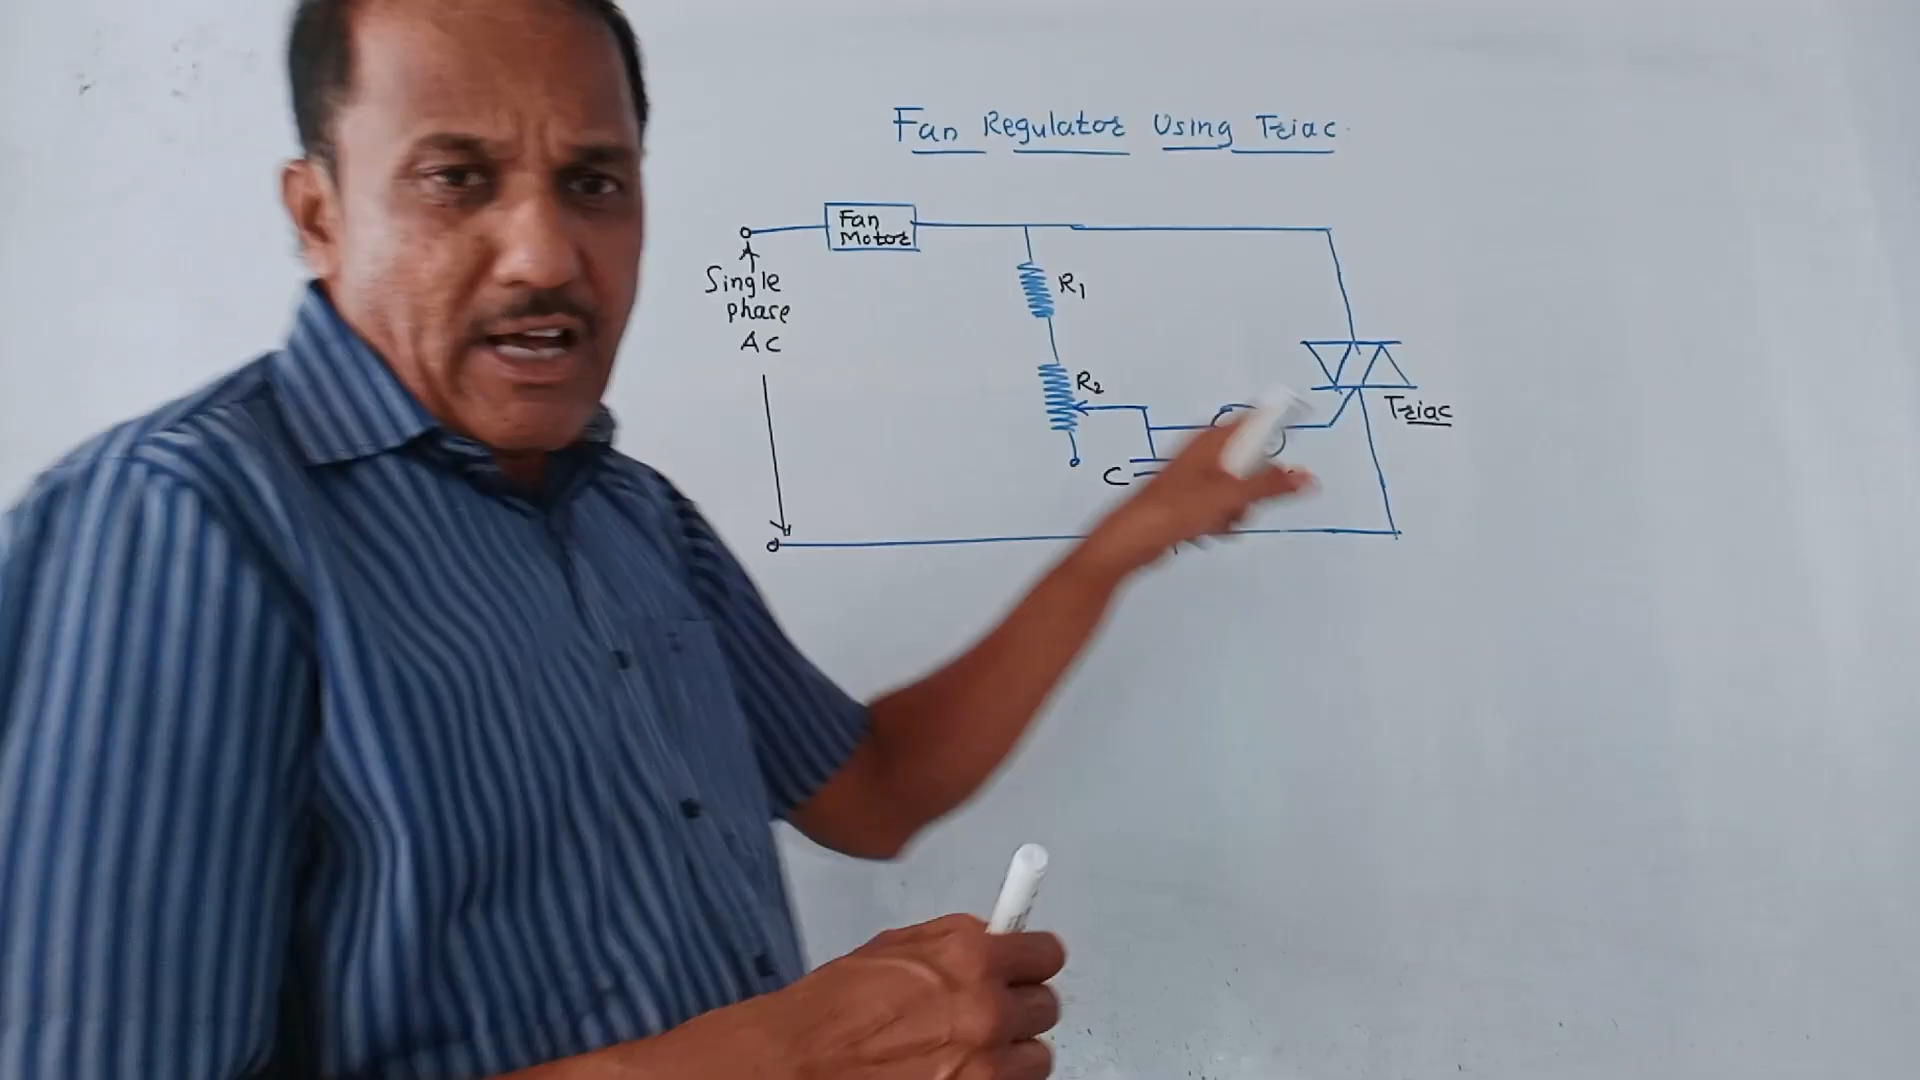 Fan Regulator Using Triac
Fan
Motor
Single
phase
AC
R1
R2
C
Triac